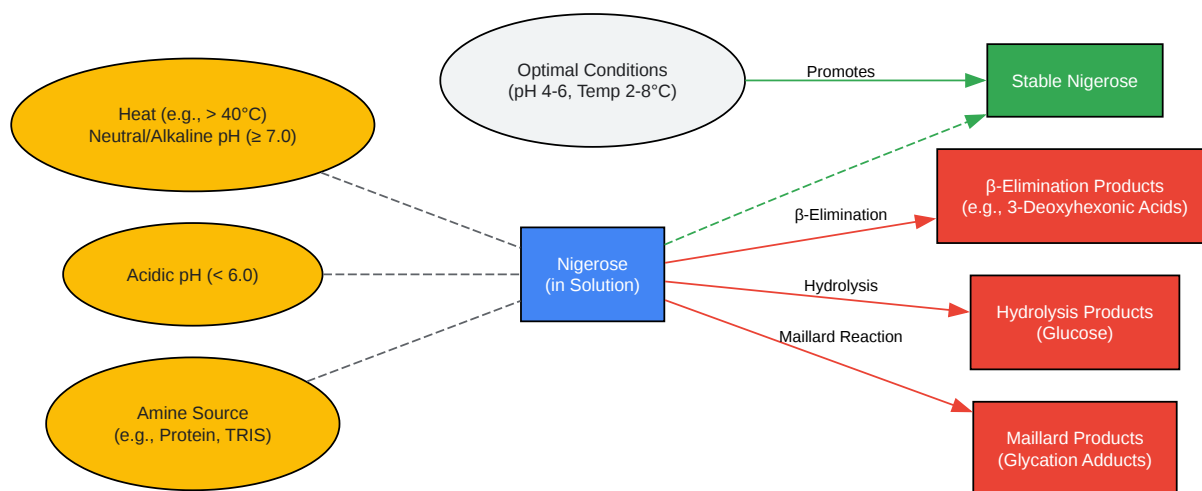 Optimal Conditions
(pH 4-6, Temp 2-8°C)
Promotes
Stable Nigerose
Heat (e.g., > 40°C)
Neutral/Alkaline pH (≥ 7.0)
β-Elimination Products
(e.g., 3-Deoxyhexonic Acids)
β-Elimination
Acidic pH (< 6.0)
Nigerose
(in Solution)
Hydrolysis
Hydrolysis Products
(Glucose)
Maillard Reaction
Amine Source
(e.g., Protein, TRIS)
Maillard Products
(Glycation Adducts)